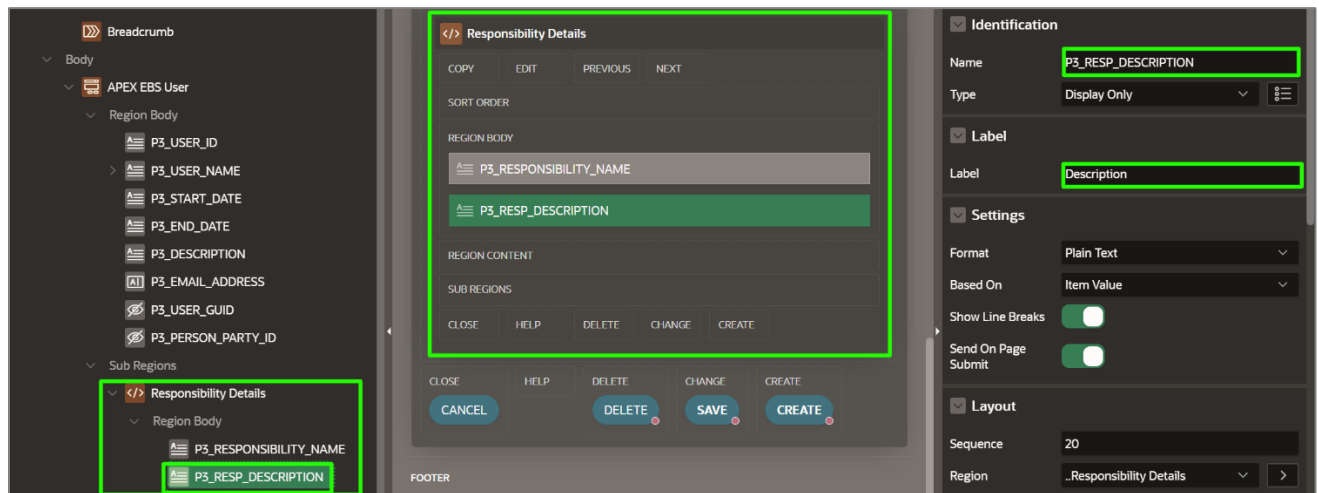 Breadcrumb
Body
APEX EBS User
Region Body
P3_USER_ID
P3_USER_NAME
P3_START_DATE
P3_END_DATE
P3_DESCRIPTION
P3_EMAIL_ADDRESS
P3_USER_GUID
P3_PERSON_PARTY_ID
Sub Regions
Responsibility Details
Region Body
P3_RESPONSIBILITY_NAME
P3_RESP_DESCRIPTION
Responsibility Details
COPY EDIT PREVIOUS NEXT
SORT ORDER
REGION BODY
P3_RESPONSIBILITY_NAME
P3_RESP_DESCRIPTION
REGION CONTENT
SUB REGIONS
CLOSE HELP DELETE CHANGE CREATE
CLOSE HELP DELETE CHANGE CREATE
CANCEL DELETE SAVE CREATE
FOOTER
Identification
Name P3_RESP_DESCRIPTION
Type Display Only
Label
Label Description
Settings
Format Plain Text
Based On Item Value
Show Line Breaks
Send On Page
Submit
Layout
Sequence 20
Region ..Responsibility Details